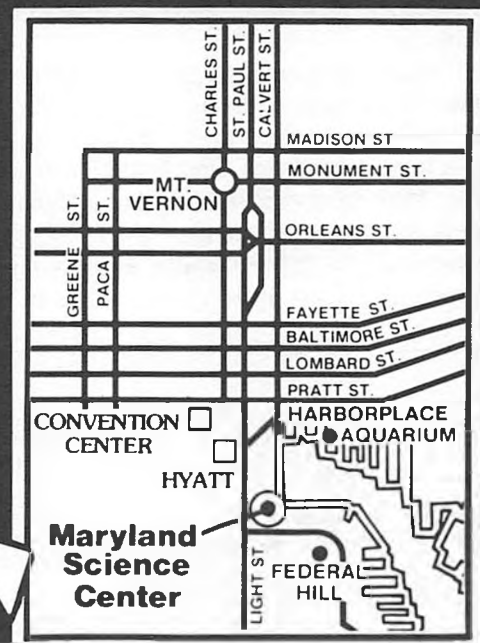 CHARLES ST.
ST. PAUL ST.
CALVERT ST.
MADISON ST
MONUMENT ST.
MT.
VERNON
ORLEANS ST.
GREENE ST.
PACA ST.
FAYETTE ST.
BALTIMORE ST.
LOMBARD ST.
PRATT ST.
CONVENTION
CENTER
HARBORPLACE
AQUARIUM
HYATT
Maryland
Science
Center
LIGHT ST.
FEDERAL
HILL